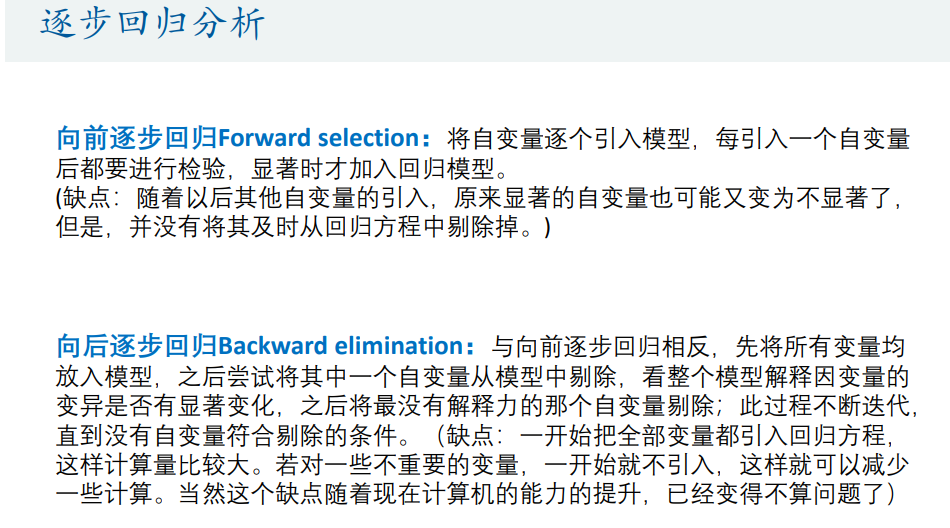 逐步回归分析
向前逐步回归Forward selection：将自变量逐个引入模型，每引入一个自变量
后都要进行检验，显著时才加入回归模型。
(缺点：随着以后其他自变量的引入，原来显著的自变量也可能又变为不显著了，
但是，并没有将其及时从回归方程中剔除掉。)
向后逐步回归Backward elimination：与向前逐步回归相反，先将所有变量均
放入模型，之后尝试将其中一个自变量从模型中剔除，看整个模型解释因变量的
变异是否有显著变化，之后将最没有解释力的那个自变量剔除；此过程不断迭代，
直到没有自变量符合剔除的条件。（缺点：一开始把全部变量都引入回归方程，
这样计算量比较大。若对一些不重要的变量，一开始就不引入，这样就可以减少
一些计算。当然这个缺点随着现在计算机的能力的提升，已经变得不算问题了）